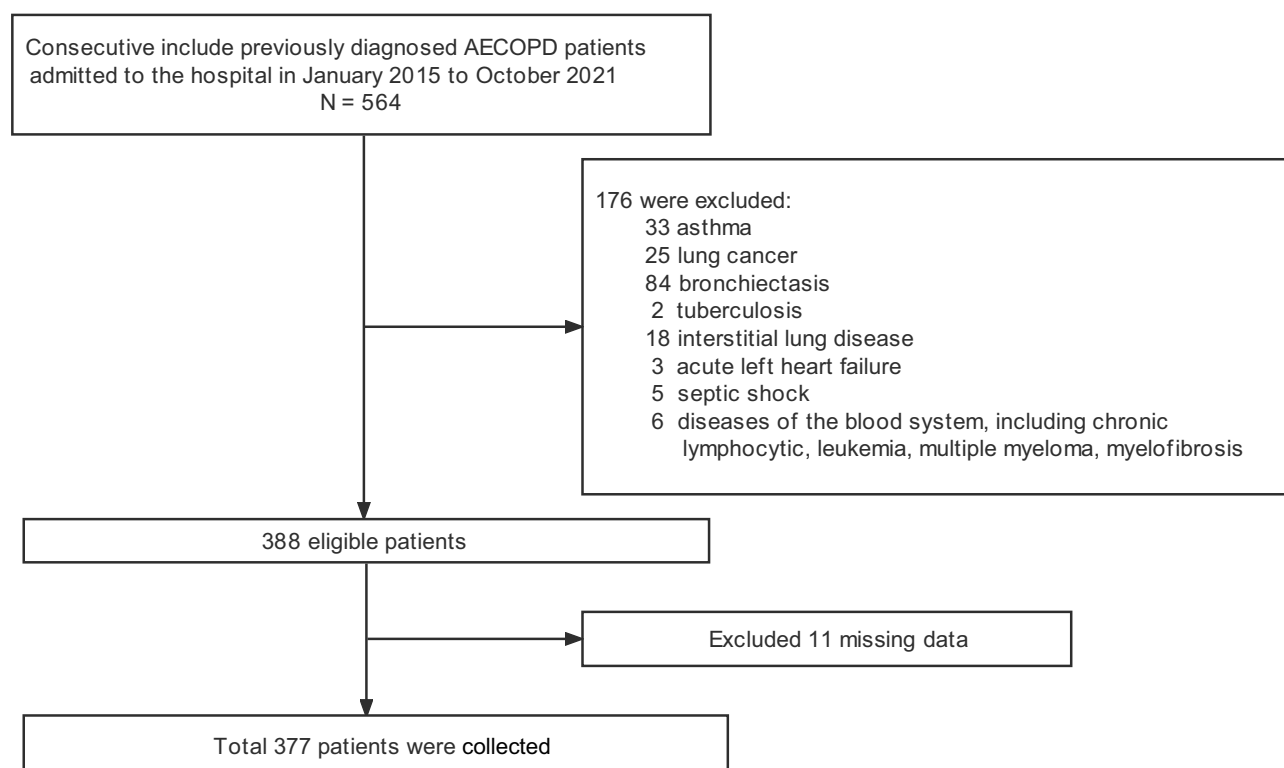 Consecutive include previously diagnosed AECOPD patients
admitted to the hospital in January 2015 to October 2021
N = 564
176 were excluded:
33 asthma
25 lung cancer
84 bronchiectasis
2 tuberculosis
18 interstitial lung disease
3 acute left heart failure
5 septic shock
6 diseases of the blood system, including chronic
lymphocytic, leukemia, multiple myeloma, myelofibrosis
388 eligible patients
Excluded 11 missing data
Total 377 patients were collected